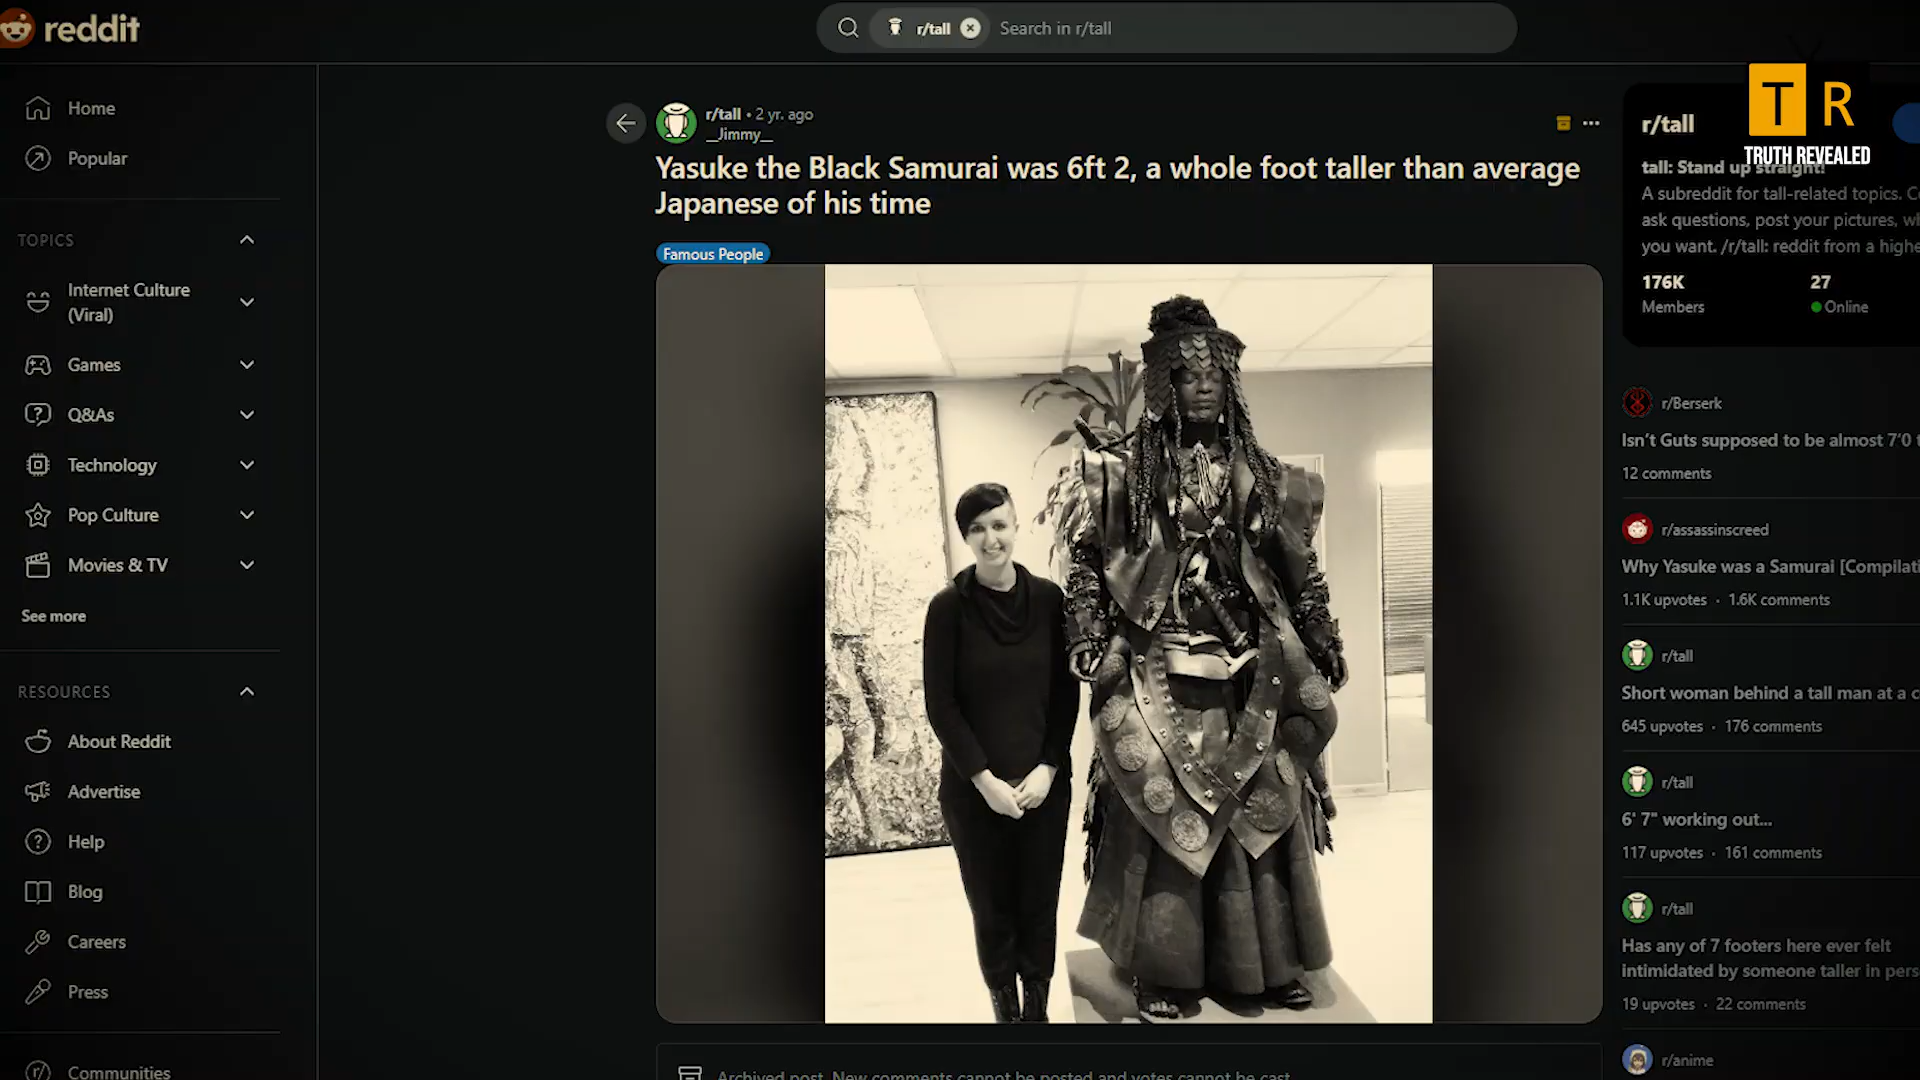 reddit
r/tall
Search in r/tall
T R
TRUTH REVEALED
Home
Popular
TOPICS
Internet Culture
(Viral)
Games
Q&As
Technology
Pop Culture
Movies & TV
See more
RESOURCES
About Reddit
Advertise
Help
Blog
Careers
Press
Communities
r/tall • 2 yr. ago
__Jimmy__
Yasuke the Black Samurai was 6ft 2, a whole foot taller than average
Japanese of his time
Famous People
Archived post. New comments cannot be posted and votes cannot be cast.
r/tall
tall: Stand up straight!
A subreddit for tall-related topics.
ask questions, post your pictures,
you want. /r/tall: reddit from a
176K
27
Members
Online
r/Berserk
Isn't Guts supposed to be almost 7'0
12 comments
r/assassinscreed
Why Yasuke was a Samurai
1.1K upvotes · 1.6K comments
r/tall
Short woman behind a tall man at a
645 upvotes · 176 comments
r/tall
6' 7" working out...
117 upvotes · 161 comments
r/tall
Has any of 7 footers here ever felt
intimidated by someone taller in
19 upvotes · 22 comments
r/anime